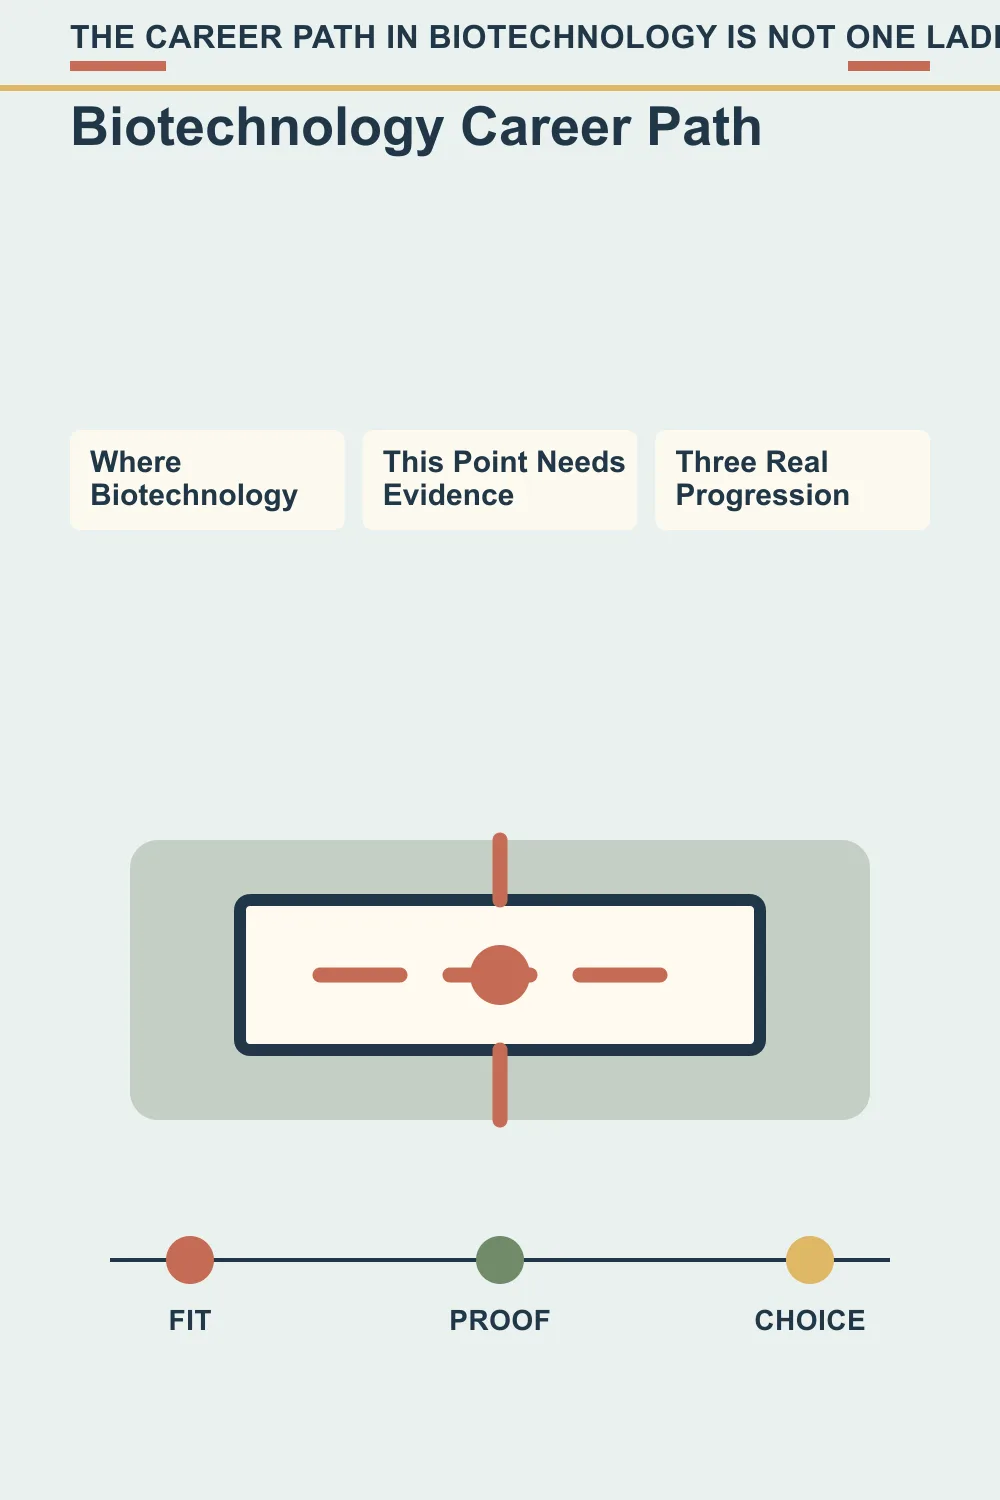 THE CAREER PATH IN BIOTECHNOLOGY IS NOT ONE LAD
Biotechnology Career Path
Where
Biotechnology
This Point Needs
Evidence
Three Real
Progression
FIT
PROOF
CHOICE